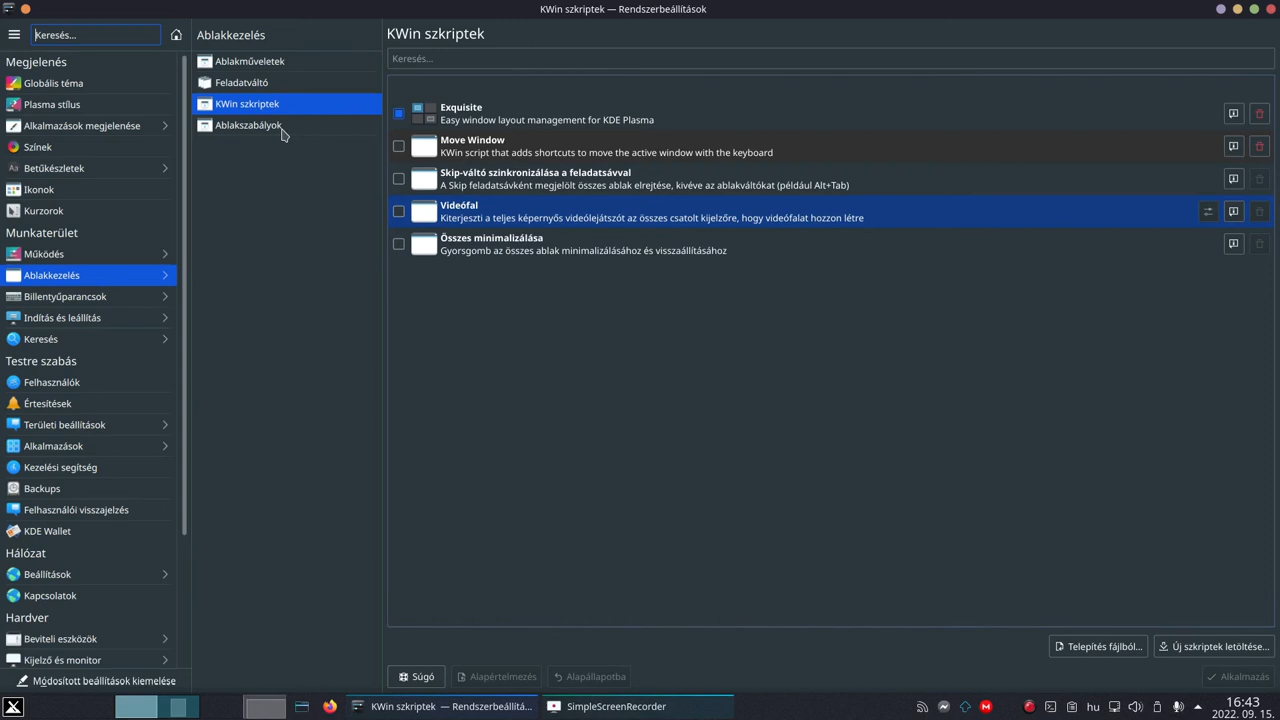 KWin szkriptek — Rendszerbeállítások
Keresés...
Megjelenés
Globális téma
Plasma stílus
Alkalmazások megjelenése
Színek
Betűkészletek
Ikonok
Kurzorok
Munkaterület
Működés
Ablakkezelés
Billentyűparancsok
Indítás és leállítás
Keresés
Testre szabás
Felhasználók
Értesítések
Területi beállítások
Alkalmazások
Kezelési segítség
Backups
Felhasználói visszajelzés
KDE Wallet
Hálózat
Beállítások
Kapcsolatok
Hardver
Beviteli eszközök
Kijelző és monitor
Módosított beállítások kiemelése
Ablakkezelés
Ablakműveletek
Feladatváltó
KWin szkriptek
Ablakszabályok
KWin szkriptek
Keresés...
Exquisite
Easy window layout management for KDE Plasma
Move Window
KWin script that adds shortcuts to move the active window with the keyboard
Skip-váltó szinkronizálása a feladatsávval
A Skip feladatsávként megjelölt összes ablak elrejtése, kivéve az ablakváltókat (például Alt+Tab)
Videófal
Kiterjeszti a teljes képernyős videólejátszót az összes csatolt kijelzőre, hogy videófalat hozzon létre
Összes minimalizálása
Gyorsgomb az összes ablak minimalizálásához és visszaállításához
Telepítés fájlból...
Új szkriptek letöltése...
Súgó
Alapértelmezés
Alapállapotba
Alkalmazás
KWin szkriptek — Rendszerbeállítá...
SimpleScreenRecorder
hu
16:43
2022. 09. 15.